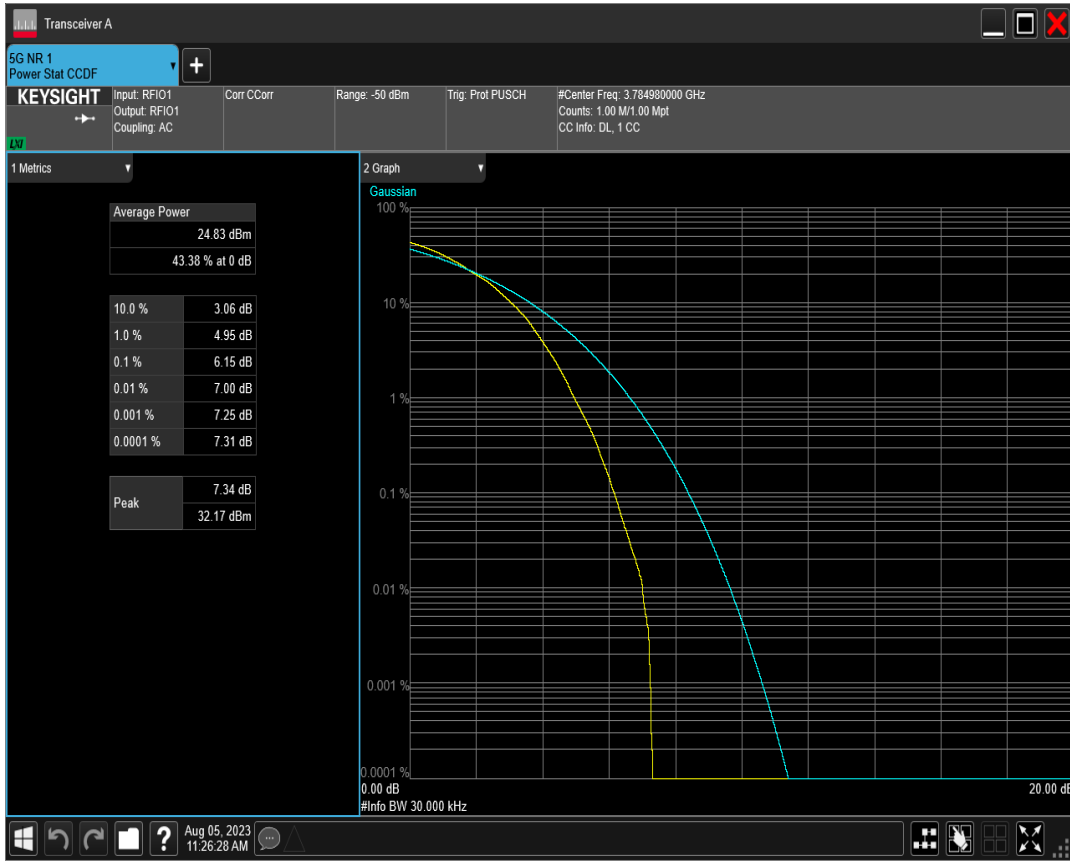 Transceiver A
5G NR 1
Power Stat CCDF
KEYSIGHT
LXI
Input: RFIO1
Output: RFIO1
Coupling: AC
Corr CCorr
Range: -50 dBm
Trig: Prot PUSCH
#Center Freq: 3.784980000 GHz
Counts: 1.00 M/1.00 Mpt
CC Info: DL, 1 CC
1 Metrics
Average Power
24.83 dBm
43.38 % at 0 dB
10.0 % 3.06 dB
1.0 % 4.95 dB
0.1 % 6.15 dB
0.01 % 7.00 dB
0.001 % 7.25 dB
0.0001 % 7.31 dB
Peak
7.34 dB
32.17 dBm
2 Graph
Gaussian
100 %
10 %
1 %
0.1 %
0.01 %
0.001 %
0.0001 %
0.00 dB
20.00 dB
#Info BW 30.000 kHz
?
Aug 05, 2023
11:26:28 AM